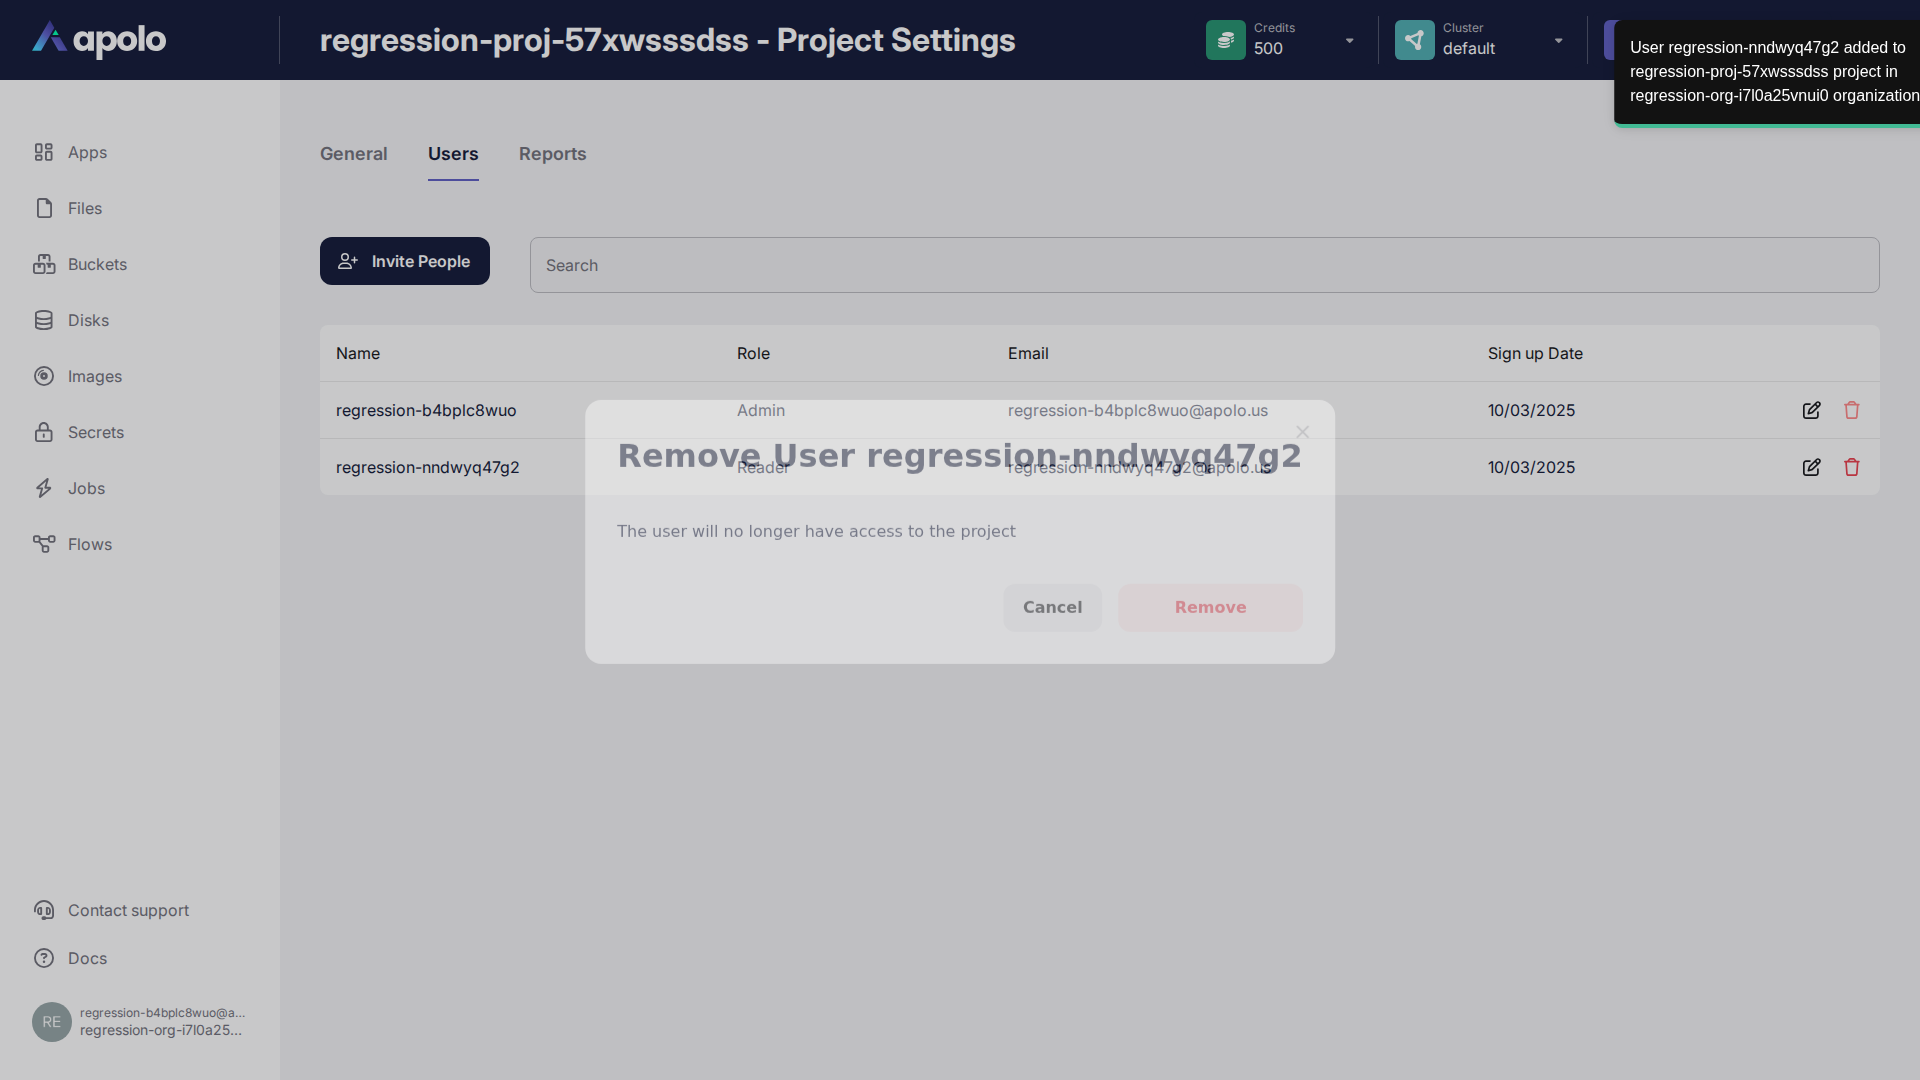 apolo
regression-proj-57xwsssdss - Project Settings
Credits
500
Cluster
default
User regression-nndwyq47g2 added to
regression-proj-57xwsssdss project in
regression-org-i7l0a25vnui0 organization
Apps
Files
Buckets
Disks
Images
Secrets
Jobs
Flows
Contact support
Docs
RE
regression-b4bplc8wuo@a...
regression-org-i7l0a25...
General
Users
Reports
Invite People
Search
Name
Role
Email
Sign up Date
regression-b4bplc8wuo
Admin
regression-b4bplc8wuo@apolo.us
10/03/2025
regression-nndwyq47g2
Reader
regression-nndwyq47g2@apolo.us
10/03/2025
Remove User regression-nndwyq47g2
The user will no longer have access to the project
Cancel
Remove